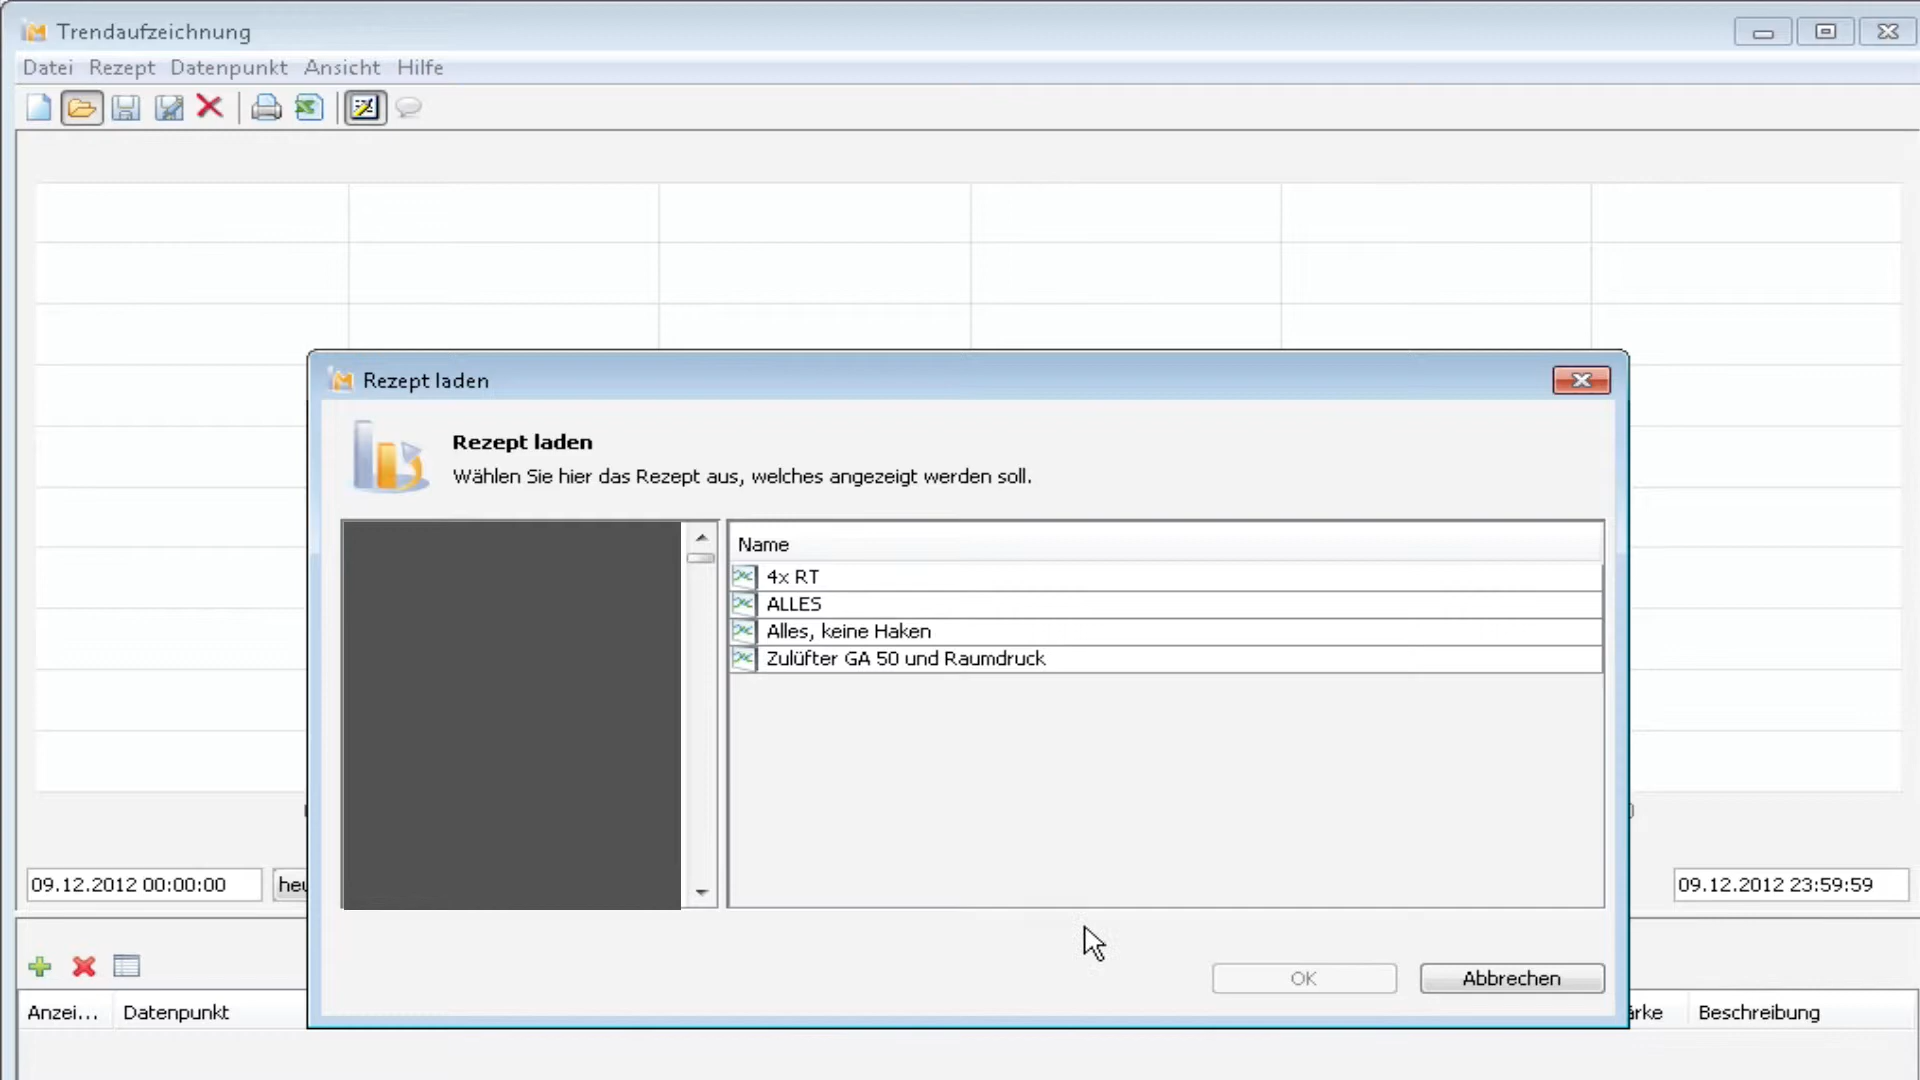 Trendaufzeichnung
Datei Rezept Datenpunkt Ansicht Hilfe
Rezept laden
Rezept laden
Wählen Sie hier das Rezept aus, welches angezeigt werden soll.
Name
4x RT
ALLES
Alles, keine Haken
Zulüfter GA 50 und Raumdruck
09.12.2012 00:00:00
09.12.2012 23:59:59
OK Abbrechen
Anzei... Datenpunkt Beschreibung